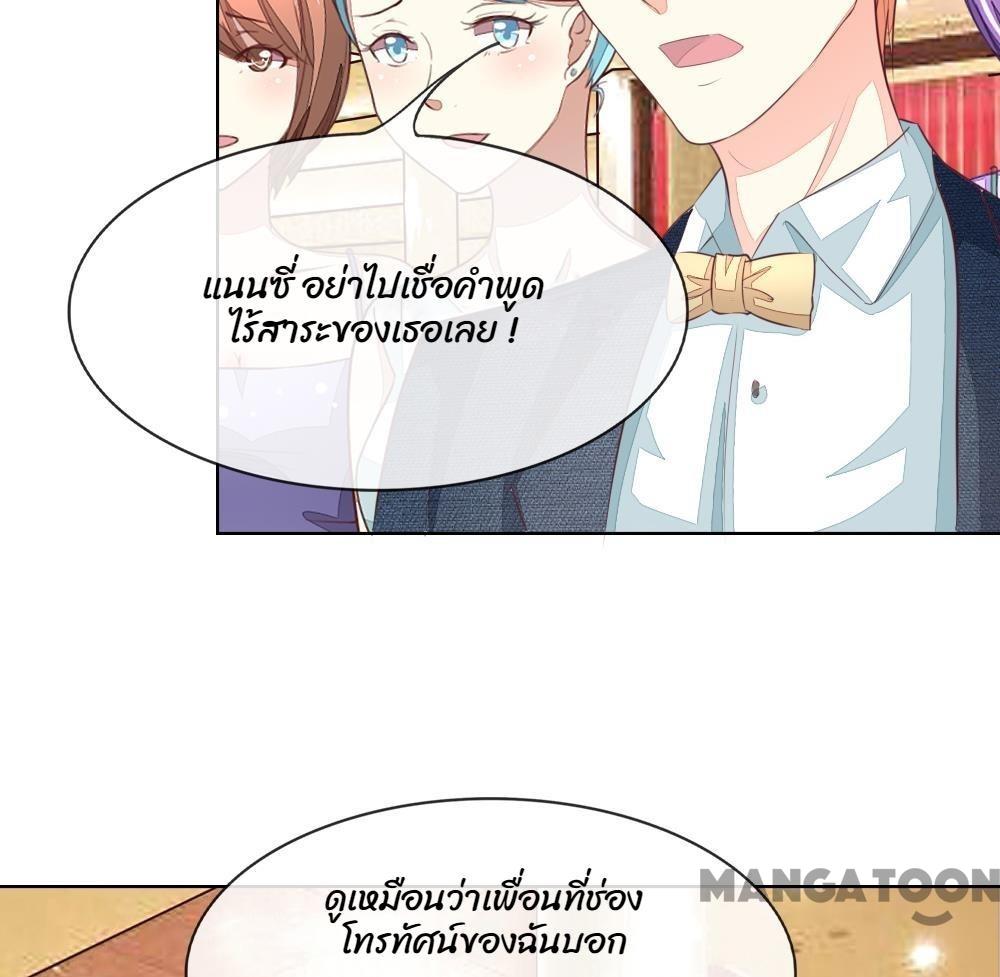 แนนซี่ อย่าไปเชื่อคำพูด
ไร้สาระของเธอเลย !
MANGATOON
ดูเหมือนว่าเพื่อนที่ช่อง
โทรทัศน์ของฉันบอก